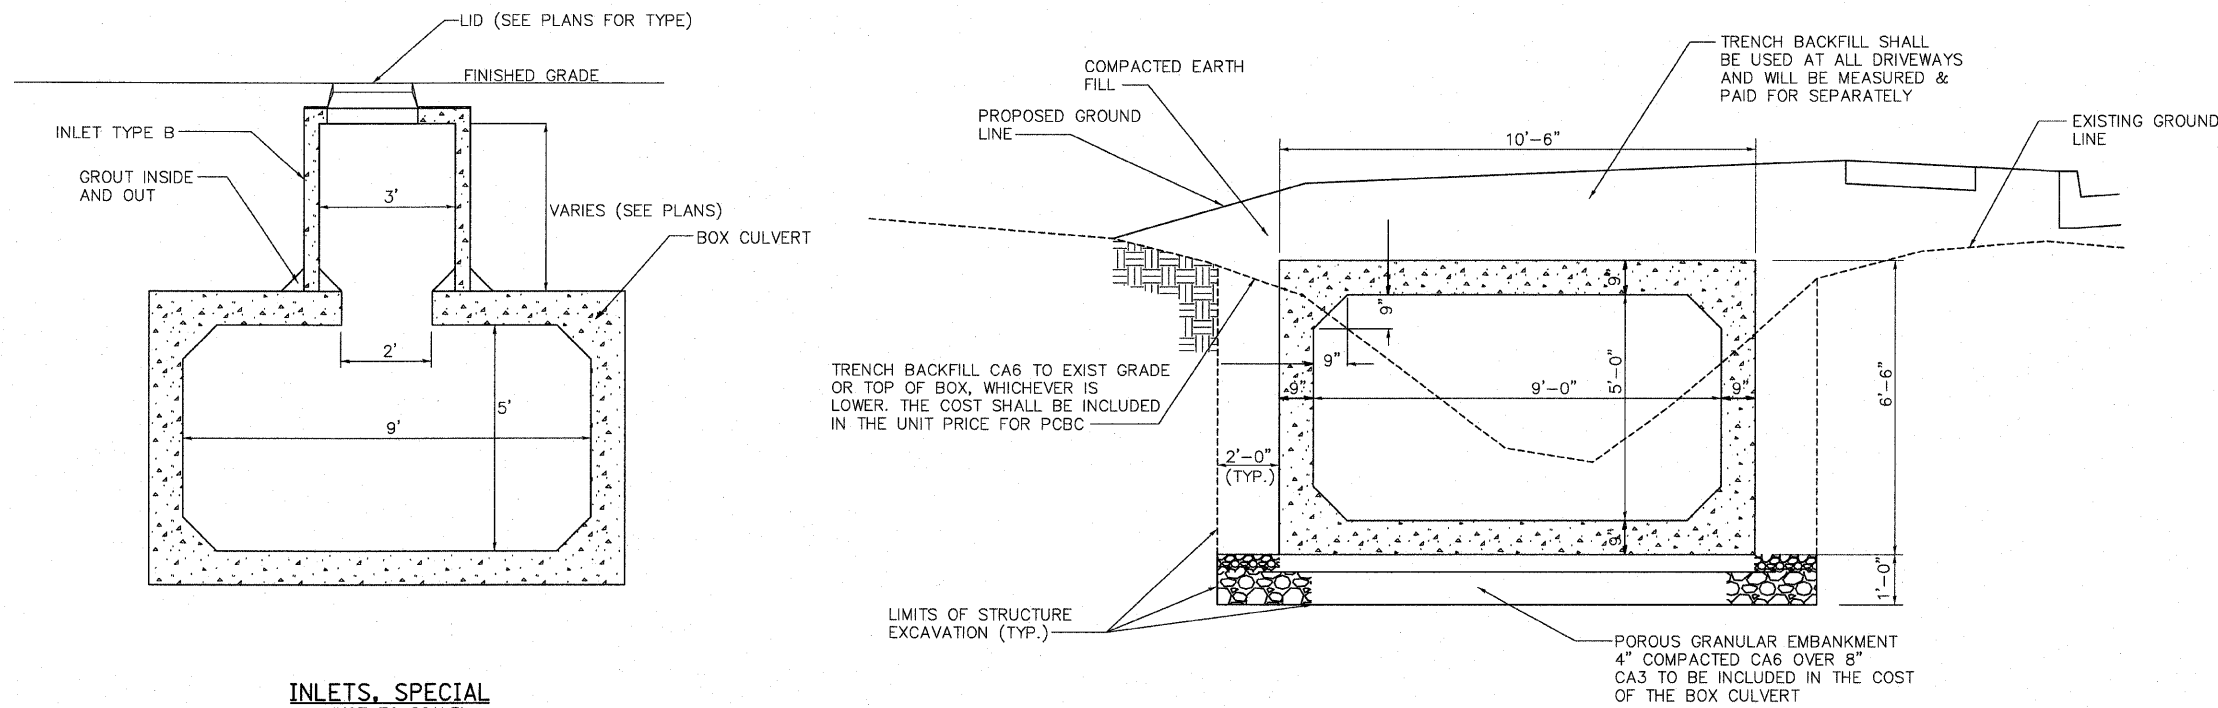 LID (SEE PLANS FOR TYPE)
FINISHED GRADE
INLET TYPE B
GROUT INSIDE
AND OUT
3'
VARIES (SEE PLANS)
BOX CULVERT
2'
5'
9'
INLETS, SPECIAL
COMPACTED EARTH
FILL
PROPOSED GROUND
LINE
TRENCH BACKFILL SHALL
BE USED AT ALL DRIVEWAYS
AND WILL BE MEASURED &
PAID FOR SEPARATELY
EXISTING GROUND
LINE
10'-6"
9"
9"
9"
TRENCH BACKFILL CA6 TO EXIST GRADE
OR TOP OF BOX, WHICHEVER IS
LOWER. THE COST SHALL BE INCLUDED
IN THE UNIT PRICE FOR PCBC
9"
9'-0"
5'-0"
9"
6'-6"
2'-0"
(TYP.)
9"
1'-0"
LIMITS OF STRUCTURE
EXCAVATION (TYP.)
POROUS GRANULAR EMBANKMENT
4" COMPACTED CA6 OVER 8"
CA3 TO BE INCLUDED IN THE COST
OF THE BOX CULVERT